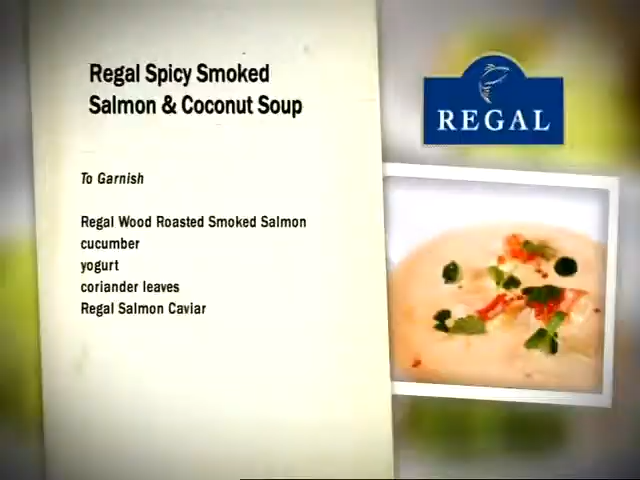 Regal Spicy Smoked
Salmon & Coconut Soup
REGAL
To Garnish
Regal Wood Roasted Smoked Salmon
cucumber
yogurt
coriander leaves
Regal Salmon Caviar